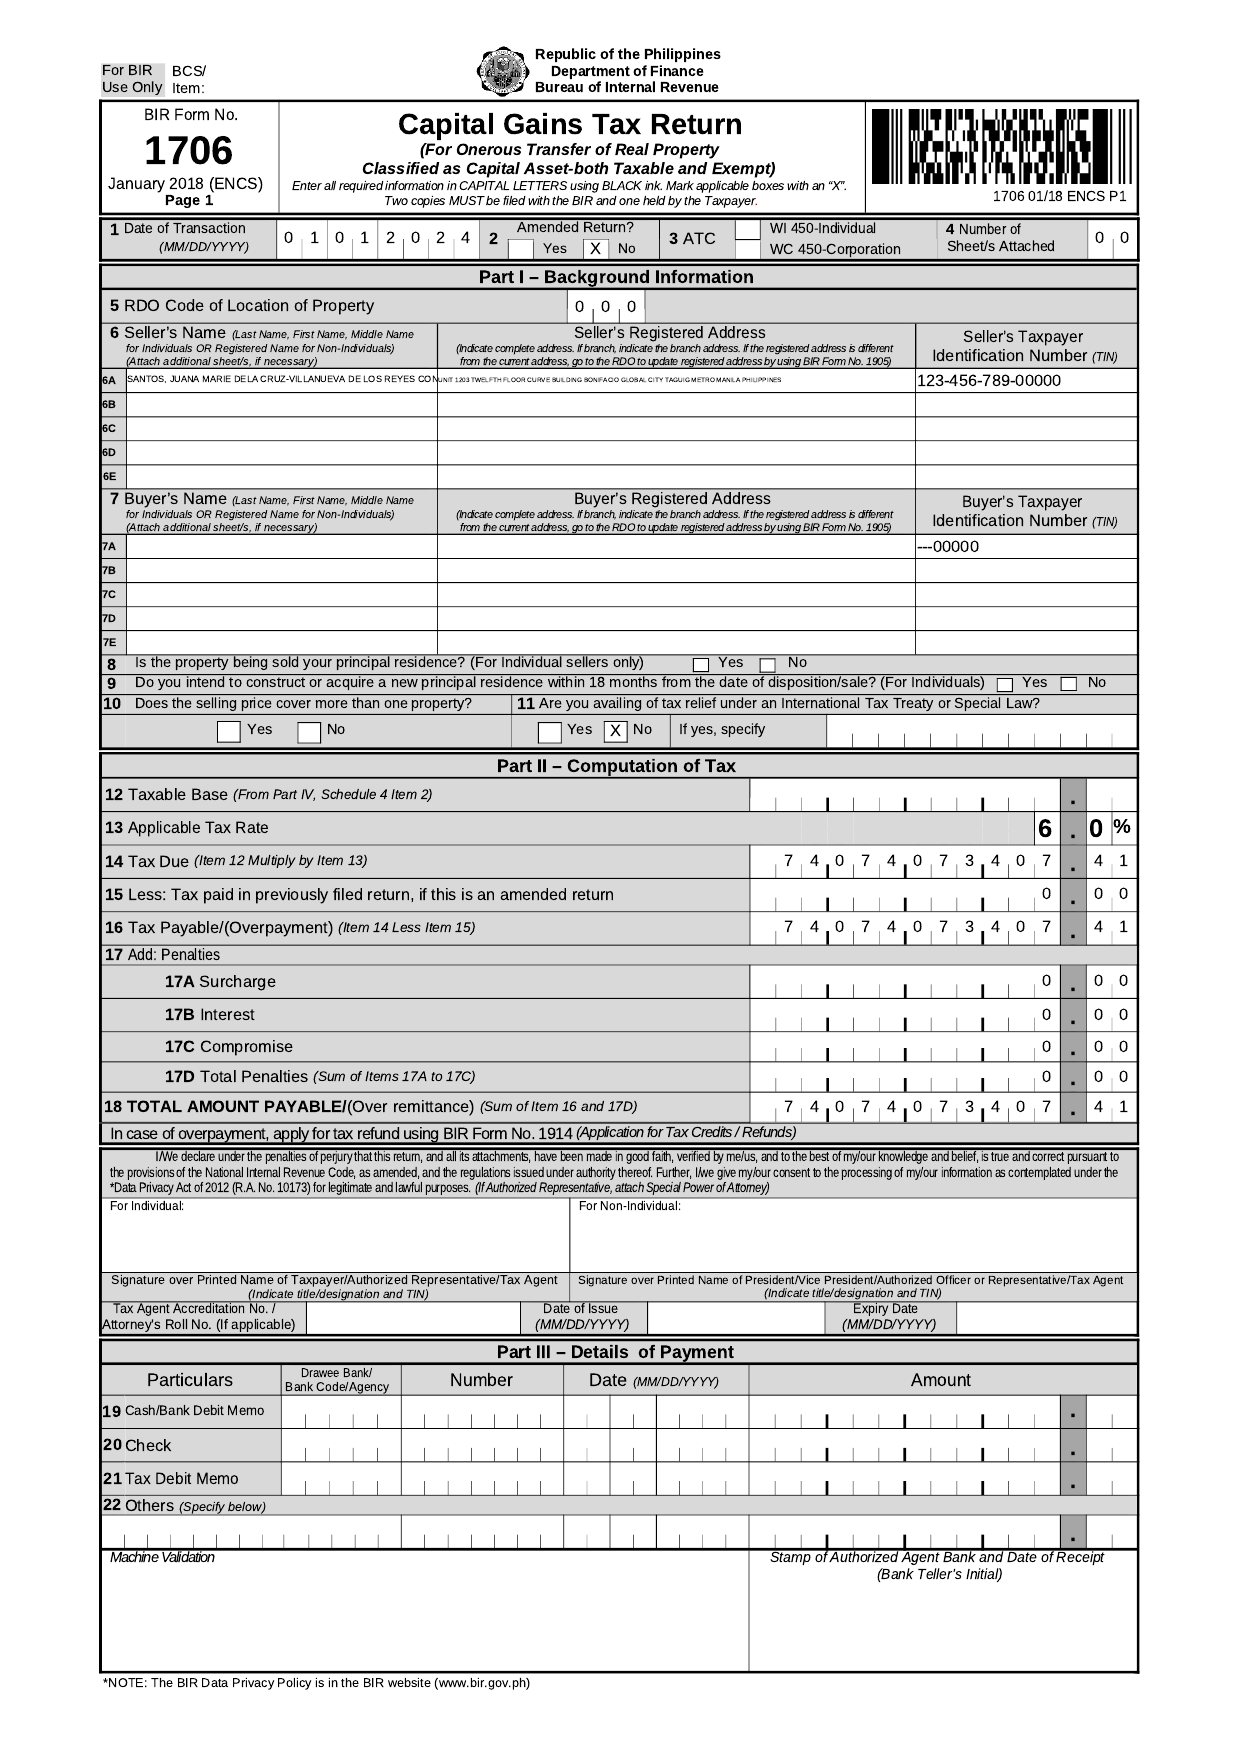 Republic of the Philippines
Department of Finance
Bureau of Internal Revenue
For BIR Use Only
BCS/ Item:
BIR Form No.
1706
January 2018 (ENCS)
Page 1
Capital Gains Tax Return
(For Onerous Transfer of Real Property
Classified as Capital Asset-both Taxable and Exempt)
Enter all required information in CAPITAL LETTERS using BLACK ink. Mark applicable boxes with an “X”.
Two copies MUST be filed with the BIR and one held by the Taxpayer.
1706 01/18 ENCS P1
1 Date of Transaction (MM/DD/YYYY) 0 1 0 1 2 0 2 4
2 Amended Return? Yes X No
3 ATC WI 450-Individual
WC 450-Corporation
4 Number of Sheet/s Attached 0 0
Part I – Background Information
5 RDO Code of Location of Property 0 0 0
6 Seller's Name (Last Name, First Name, Middle Name
for Individuals OR Registered Name for Non-Individuals)
(Attach additional sheet/s, if necessary)
Seller's Registered Address
(Indicate complete address. If branch, indicate the branch address. If the registered address is different
from the current address, go to the RDO to update registered address by using BIR Form No. 1905)
Seller's Taxpayer
Identification Number (TIN)
6A SANTOS, JUANA MARIE DELA CRUZ-VILLANUEVA DE LOS REYES CON UNIT 1203 TWELFTH FLOOR CURVE BUILDING BONIFACIO GLOBAL CITY TAGUIG METRO MANILA PHILIPPINES 123-456-789-00000
6B
6C
6D
6E
7 Buyer's Name (Last Name, First Name, Middle Name
for Individuals OR Registered Name for Non-Individuals)
(Attach additional sheet/s, if necessary)
Buyer's Registered Address
(Indicate complete address. If branch, indicate the branch address. If the registered address is different
from the current address, go to the RDO to update registered address by using BIR Form No. 1905)
Buyer's Taxpayer
Identification Number (TIN)
7A ---00000
7B
7C
7D
7E
8 Is the property being sold your principal residence? (For Individual sellers only) Yes No
9 Do you intend to construct or acquire a new principal residence within 18 months from the date of disposition/sale? (For Individuals) Yes No
10 Does the selling price cover more than one property?
11 Are you availing of tax relief under an International Tax Treaty or Special Law?
Yes No
Yes X No If yes, specify
Part II – Computation of Tax
12 Taxable Base (From Part IV, Schedule 4 Item 2) .
13 Applicable Tax Rate 6 . 0 %
14 Tax Due (Item 12 Multiply by Item 13) 7 4 0 7 4 0 7 3 4 0 7 . 4 1
15 Less: Tax paid in previously filed return, if this is an amended return 0 . 0 0
16 Tax Payable/(Overpayment) (Item 14 Less Item 15) 7 4 0 7 4 0 7 3 4 0 7 . 4 1
17 Add: Penalties
17A Surcharge 0 . 0 0
17B Interest 0 . 0 0
17C Compromise 0 . 0 0
17D Total Penalties (Sum of Items 17A to 17C) 0 . 0 0
18 TOTAL AMOUNT PAYABLE/(Over remittance) (Sum of Item 16 and 17D) 7 4 0 7 4 0 7 3 4 0 7 . 4 1
In case of overpayment, apply for tax refund using BIR Form No. 1914 (Application for Tax Credits / Refunds)
I/We declare under the penalties of perjury that this return, and all its attachments, have been made in good faith, verified by me/us, and to the best of my/our knowledge and belief, is true and correct pursuant to
the provisions of the National Internal Revenue Code, as amended, and the regulations issued under authority thereof. Further, I/we give my/our consent to the processing of my/our information as contemplated under the
*Data Privacy Act of 2012 (R.A. No. 10173) for legitimate and lawful purposes. (If Authorized Representative, attach Special Power of Attorney)
For Individual:
For Non-Individual:
Signature over Printed Name of Taxpayer/Authorized Representative/Tax Agent
(Indicate title/designation and TIN)
Signature over Printed Name of President/Vice President/Authorized Officer or Representative/Tax Agent
(Indicate title/designation and TIN)
Tax Agent Accreditation No. /
Attorney's Roll No. (If applicable)
Date of Issue
(MM/DD/YYYY)
Expiry Date
(MM/DD/YYYY)
Part III – Details of Payment
Particulars
Drawee Bank/
Bank Code/Agency
Number
Date (MM/DD/YYYY)
Amount
19 Cash/Bank Debit Memo .
20 Check .
21 Tax Debit Memo .
22 Others (Specify below)
.
Machine Validation
Stamp of Authorized Agent Bank and Date of Receipt
(Bank Teller's Initial)
*NOTE: The BIR Data Privacy Policy is in the BIR website (www.bir.gov.ph)